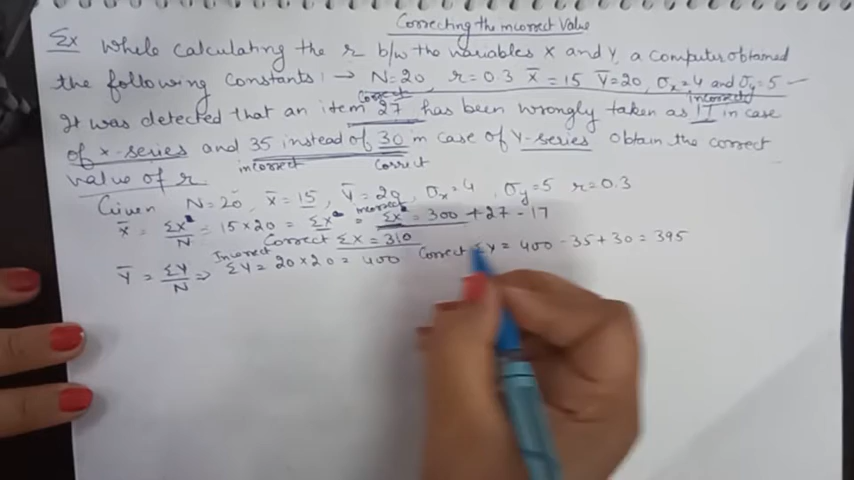 Correcting the incorrect Value
Ex While calculating the r b/w the variables X and Y, a computer obtained
the following constants :→ N=20 , r=0.3 X̄ = 15 Ȳ=20, σx=4 and σy=5
correct incorrect
It was detected that an item 27 has been wrongly taken as 17 in case
of x-series and 35 instead of 30 in case of Y-series Obtain the correct
incorrect correct
value of r
Given N=20, x̄=15, Ȳ=20, σx=4, σy=5 r=0.3
x̄ = Σx/N = 15×20 = Σx = incorrect Σx = 300 + 27 - 17
Correct Σx = 310
Ȳ = ΣY/N ⇒ Incorrect ΣY = 20×20 = 400 Correct ΣY = 400 - 35 + 30 = 395